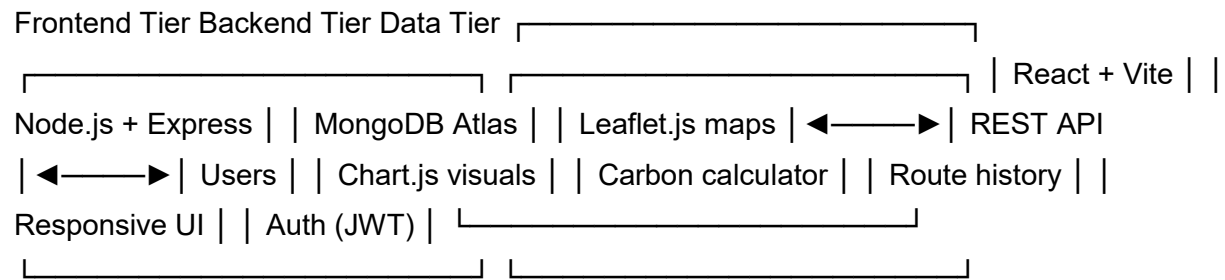 Frontend Tier Backend Tier Data Tier ┌─────────────────────┐
┌─────────────────────┐ ┌─────────────────────┐ │ React + Vite │ │
Node.js + Express │ │ MongoDB Atlas │ │ Leaflet.js maps │◄────►│ REST API
│◄────►│ Users │ │ Chart.js visuals │ │ Carbon calculator │ │ Route history │ │
Responsive UI │ │ Auth (JWT) │ └─────────────────────┘
└─────────────────────┘ └─────────────────────┘